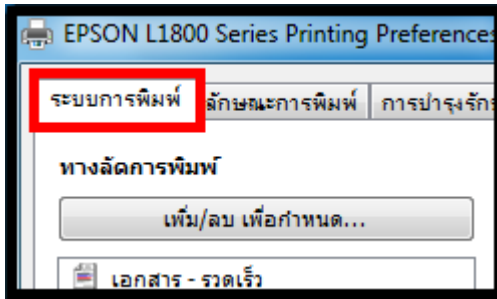 EPSON L1800 Series Printing Preferences
ระบบการพิมพ์ ลักษณะการพิมพ์ การบำรุงรัก
ทางลัดการพิมพ์
เพิ่ม/ลบ เพื่อกำหนด...
เอกสาร - รวดเร็ว